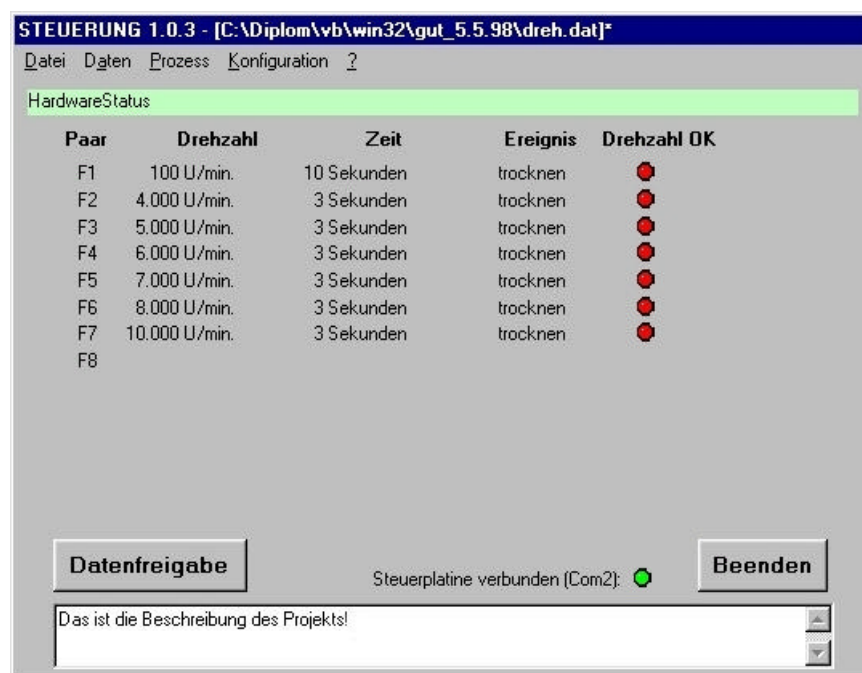 STEUERUNG 1.0.3 - [C:\Diplom\vb\win32\gut_5.5.98\dreh.dat]*
Datei Daten Prozess Konfiguration ?
HardwareStatus
Paar Drehzahl Zeit Ereignis Drehzahl OK
F1 100 U/min. 10 Sekunden trocknen
F2 4.000 U/min. 3 Sekunden trocknen
F3 5.000 U/min. 3 Sekunden trocknen
F4 6.000 U/min. 3 Sekunden trocknen
F5 7.000 U/min. 3 Sekunden trocknen
F6 8.000 U/min. 3 Sekunden trocknen
F7 10.000 U/min. 3 Sekunden trocknen
F8
Datenfreigabe Steuerplatine verbunden (Com2): Beenden
Das ist die Beschreibung des Projekts!